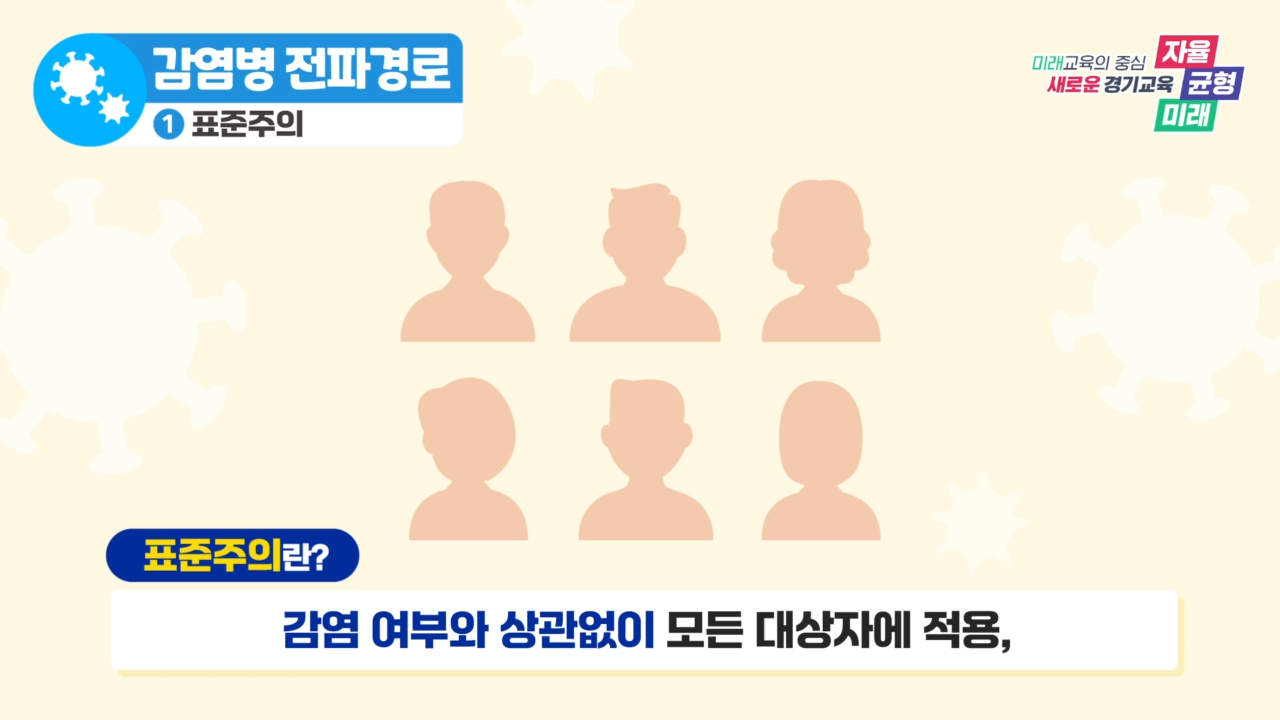 감염병 전파경로
1 표준주의
미래교육의 중심 자율
새로운 경기교육 균형
미래
표준주의란?
감염 여부와 상관없이 모든 대상자에 적용,